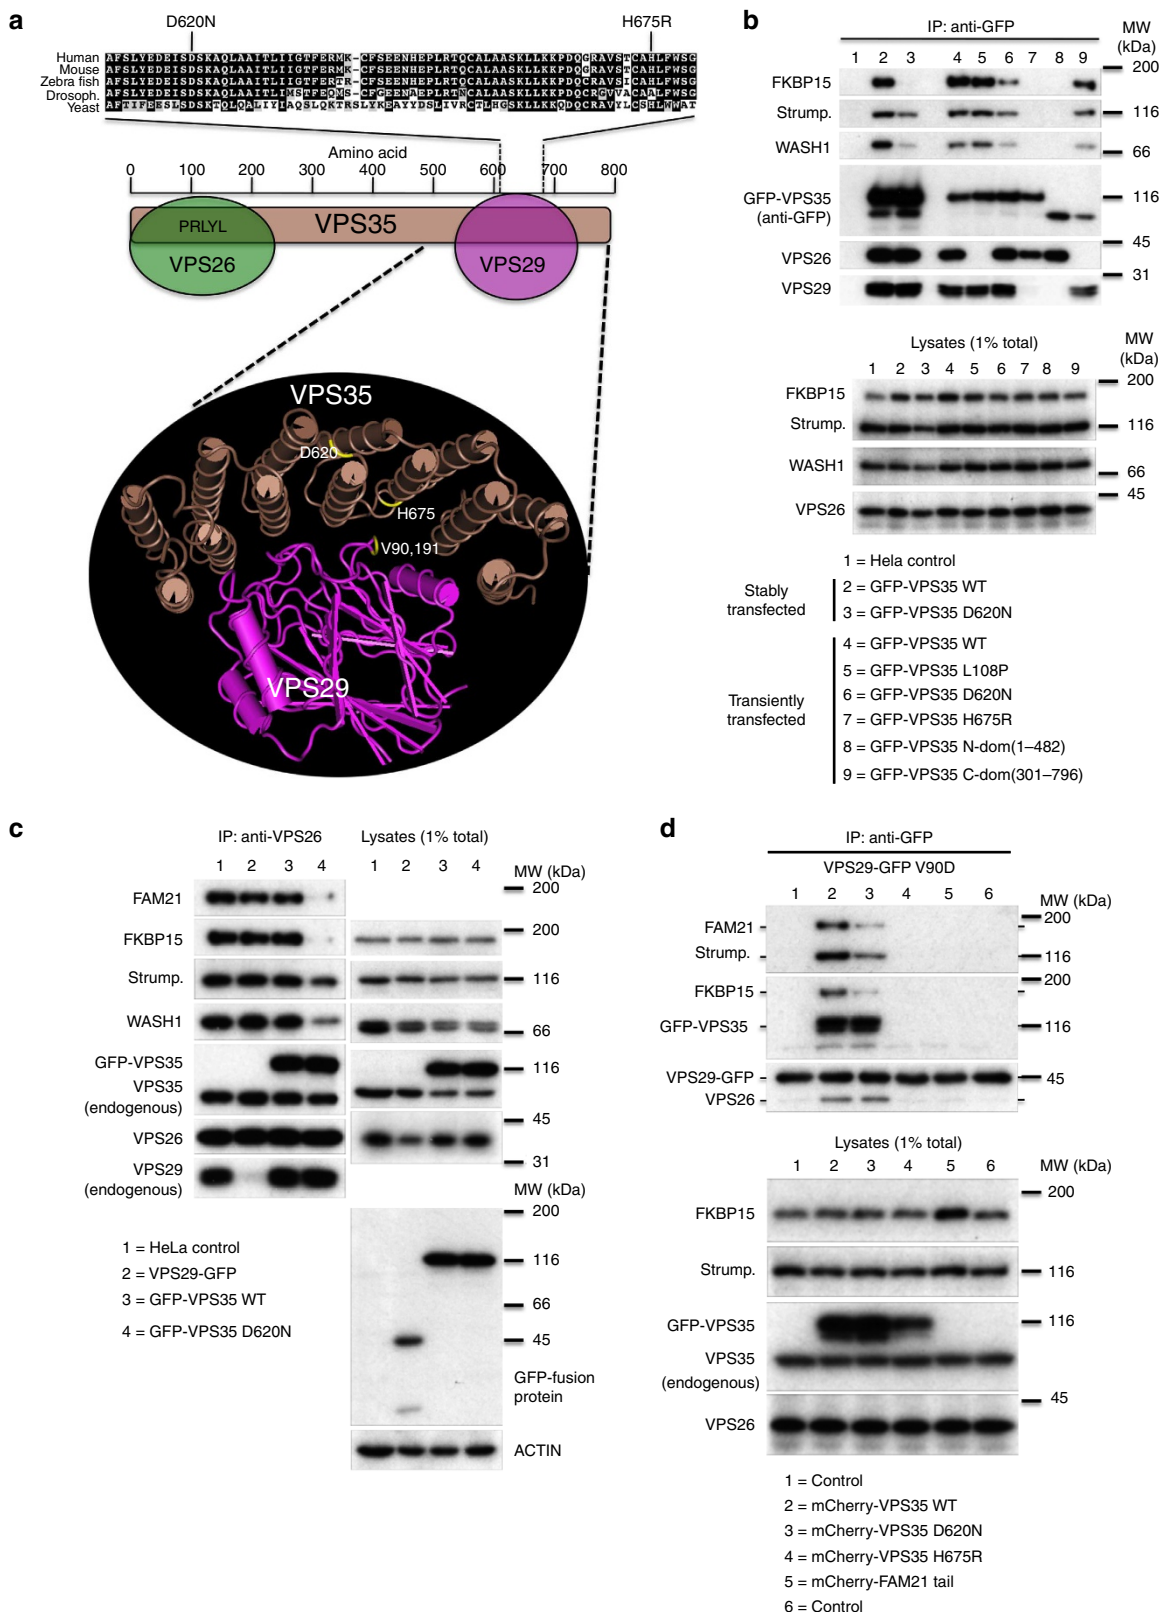 a
D620N
H675R
Human AFSLYEDEISDSKAQLAAITLIIGTFERMK-CFSEENHEPLRTQCALAASKLLKKPDQGRAVSTCAHLFWSG
Mouse AFSLYEDEISDSKAQLAAITLIIGTFERMK-CFSEENHEPLRTQCALAASKLLKKPDQGRAVSTCAHLFWSG
Zebra fish
Drosoph.
Yeast
Amino acid
0 100 200 300 400 500 600 700 800
PRLYL
VPS35
VPS26
VPS29
VPS35
D620
H675
V90,191
VPS29
b
IP: anti-GFP
MW
(kDa)
1 2 3 4 5 6 7 8 9
200
FKBP15
Strump.
116
WASH1
66
GFP-VPS35
(anti-GFP)
116
45
VPS26
31
VPS29
Lysates (1% total)
MW
(kDa)
1 2 3 4 5 6 7 8 9
200
FKBP15
Strump.
116
WASH1
66
45
VPS26
1 = Hela control
Stably
transfected
2 = GFP-VPS35 WT
3 = GFP-VPS35 D620N
Transiently
transfected
4 = GFP-VPS35 WT
5 = GFP-VPS35 L108P
6 = GFP-VPS35 D620N
7 = GFP-VPS35 H675R
8 = GFP-VPS35 N-dom(1–482)
9 = GFP-VPS35 C-dom(301–796)
c
IP: anti-VPS26
Lysates (1% total)
1 2 3 4
1 2 3 4
MW (kDa)
200
FAM21
200
FKBP15
Strump.
116
WASH1
66
GFP-VPS35
116
VPS35
(endogenous)
45
VPS26
31
VPS29
(endogenous)
MW (kDa)
200
116
66
45
GFP-fusion
protein
ACTIN
1 = HeLa control
2 = VPS29-GFP
3 = GFP-VPS35 WT
4 = GFP-VPS35 D620N
d
IP: anti-GFP
VPS29-GFP V90D
1 2 3 4 5 6
MW (kDa)
200
FAM21
Strump.
116
200
FKBP15
GFP-VPS35
116
VPS29-GFP
45
VPS26
Lysates (1% total)
1 2 3 4 5 6
MW (kDa)
200
FKBP15
Strump.
116
GFP-VPS35
116
VPS35
(endogenous)
45
VPS26
1 = Control
2 = mCherry-VPS35 WT
3 = mCherry-VPS35 D620N
4 = mCherry-VPS35 H675R
5 = mCherry-FAM21 tail
6 = Control